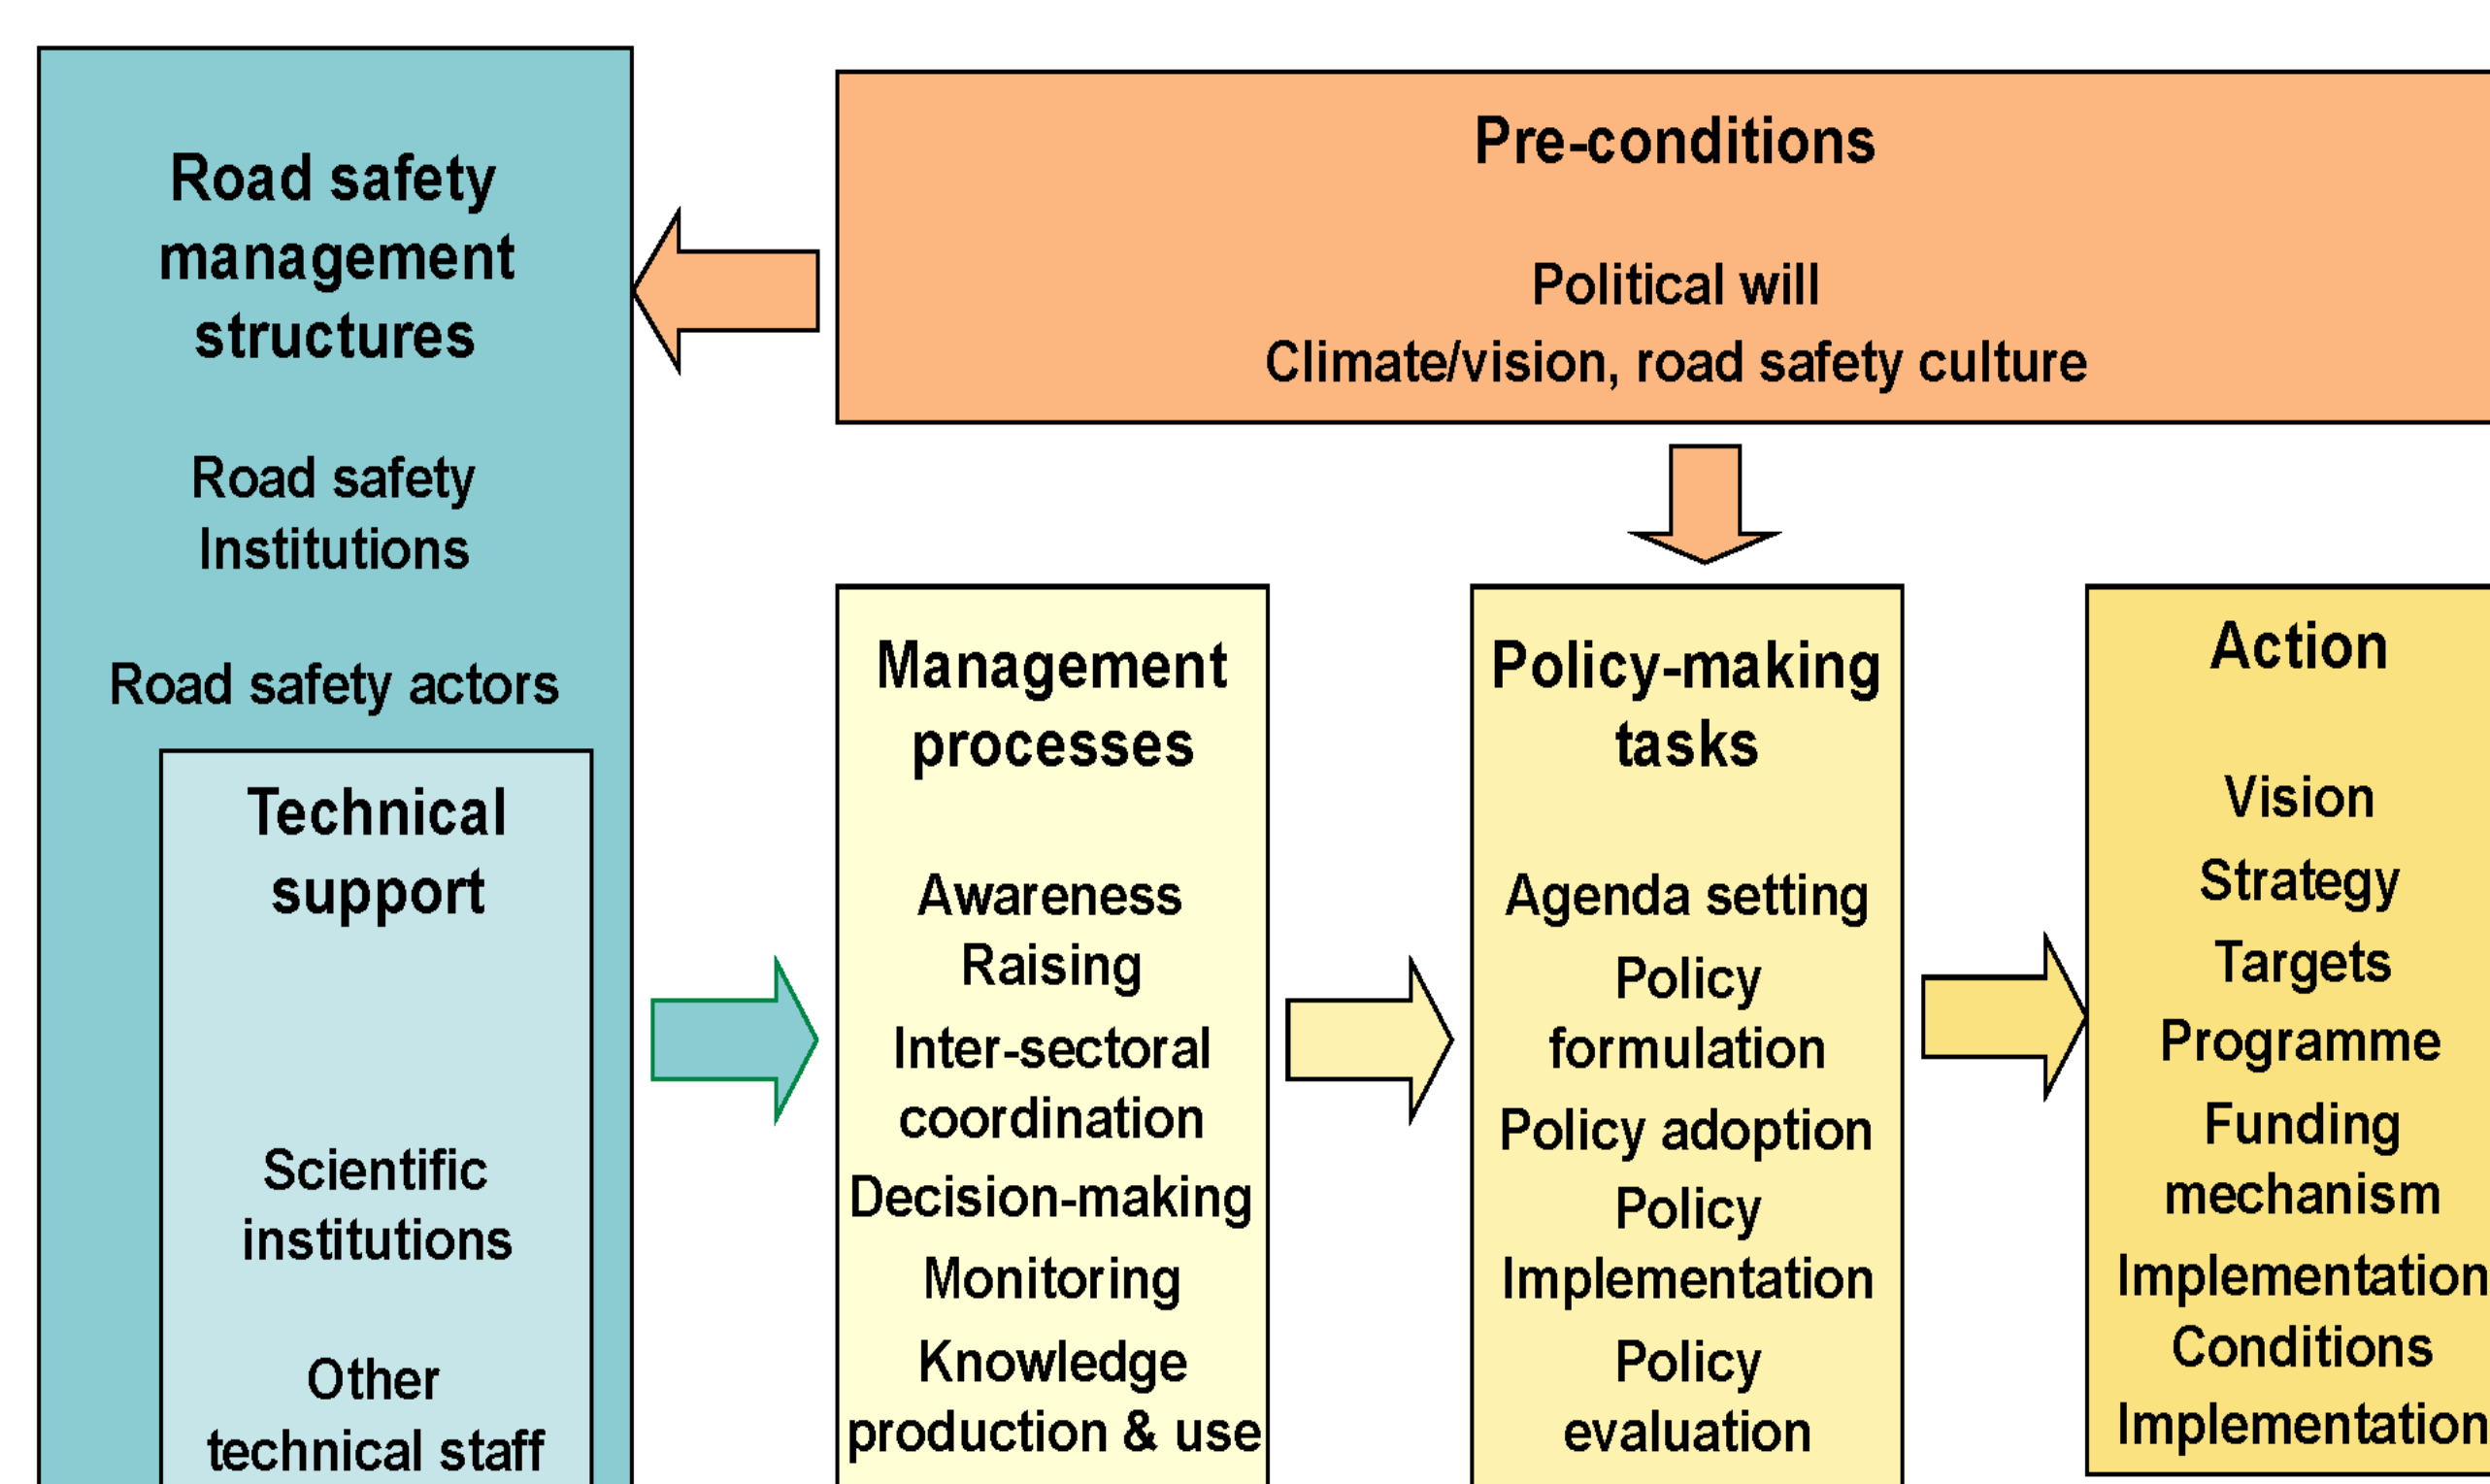 Road safety
management
structures
Road safety
Institutions
Road safety actors
Technical
support
Scientific
institutions
Other
technical staff
Pre-conditions
Political will
Climate/vision, road safety culture
Management
processes
Awareness
Raising
Inter-sectoral
coordination
Decision-making
Monitoring
Knowledge
production & use
Policy-making
tasks
Agenda setting
Policy
formulation
Policy adoption
Policy
Implementation
Policy
evaluation
Action
Vision
Strategy
Targets
Programme
Funding
mechanism
Implementation
Conditions
Implementation